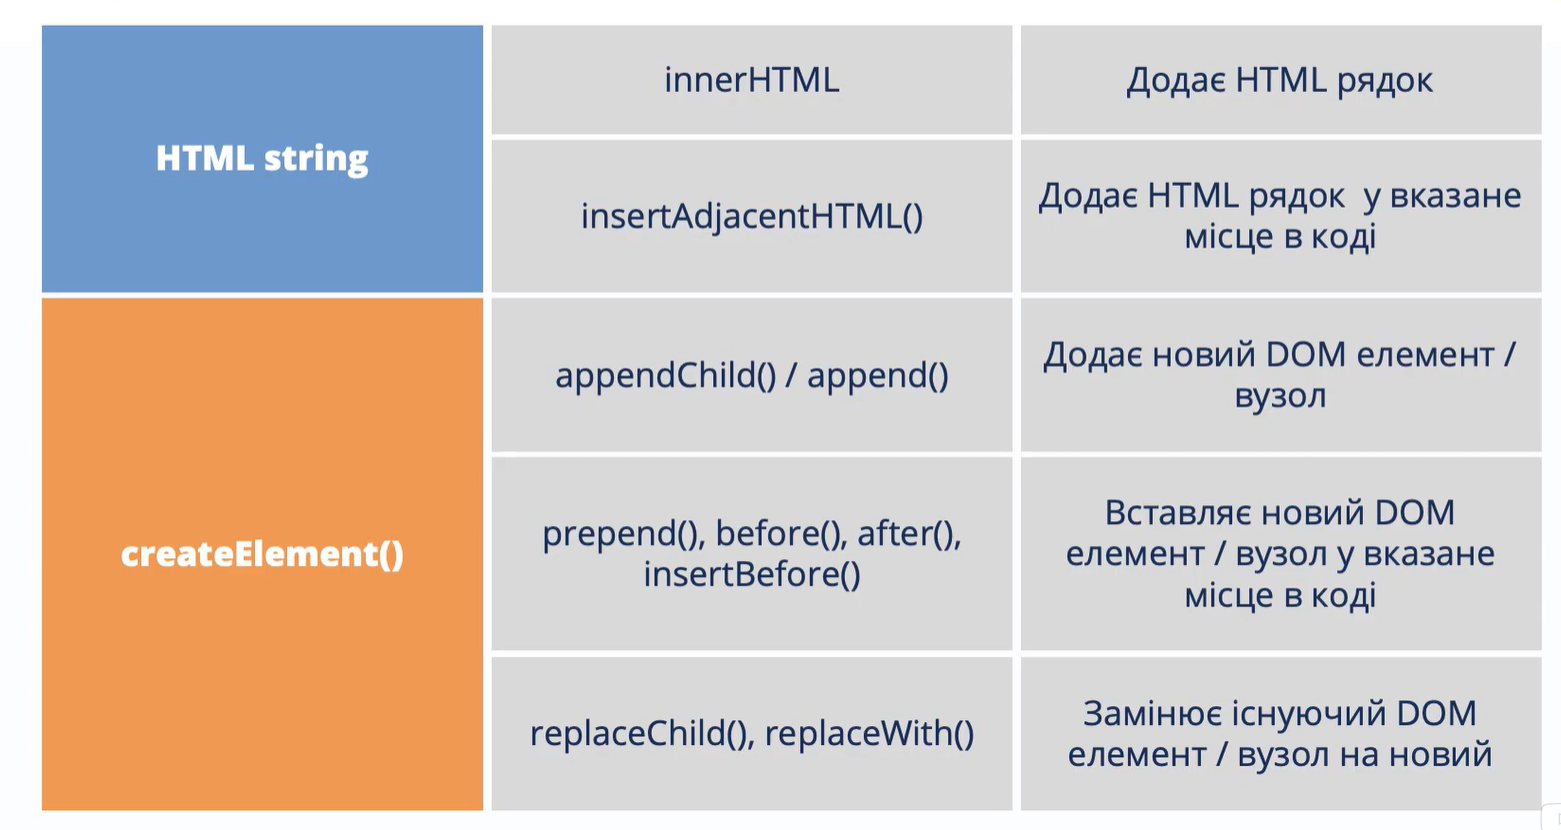 HTML string
innerHTML
Додає HTML рядок
insertAdjacentHTML()
Додає HTML рядок у вказане
місце в коді
createElement()
appendChild() / append()
Додає новий DOM елемент /
вузол
prepend(), before(), after(),
insertBefore()
Вставляє новий DOM
елемент / вузол у вказане
місце в коді
replaceChild(), replaceWith()
Замінює існуючий DOM
елемент / вузол на новий